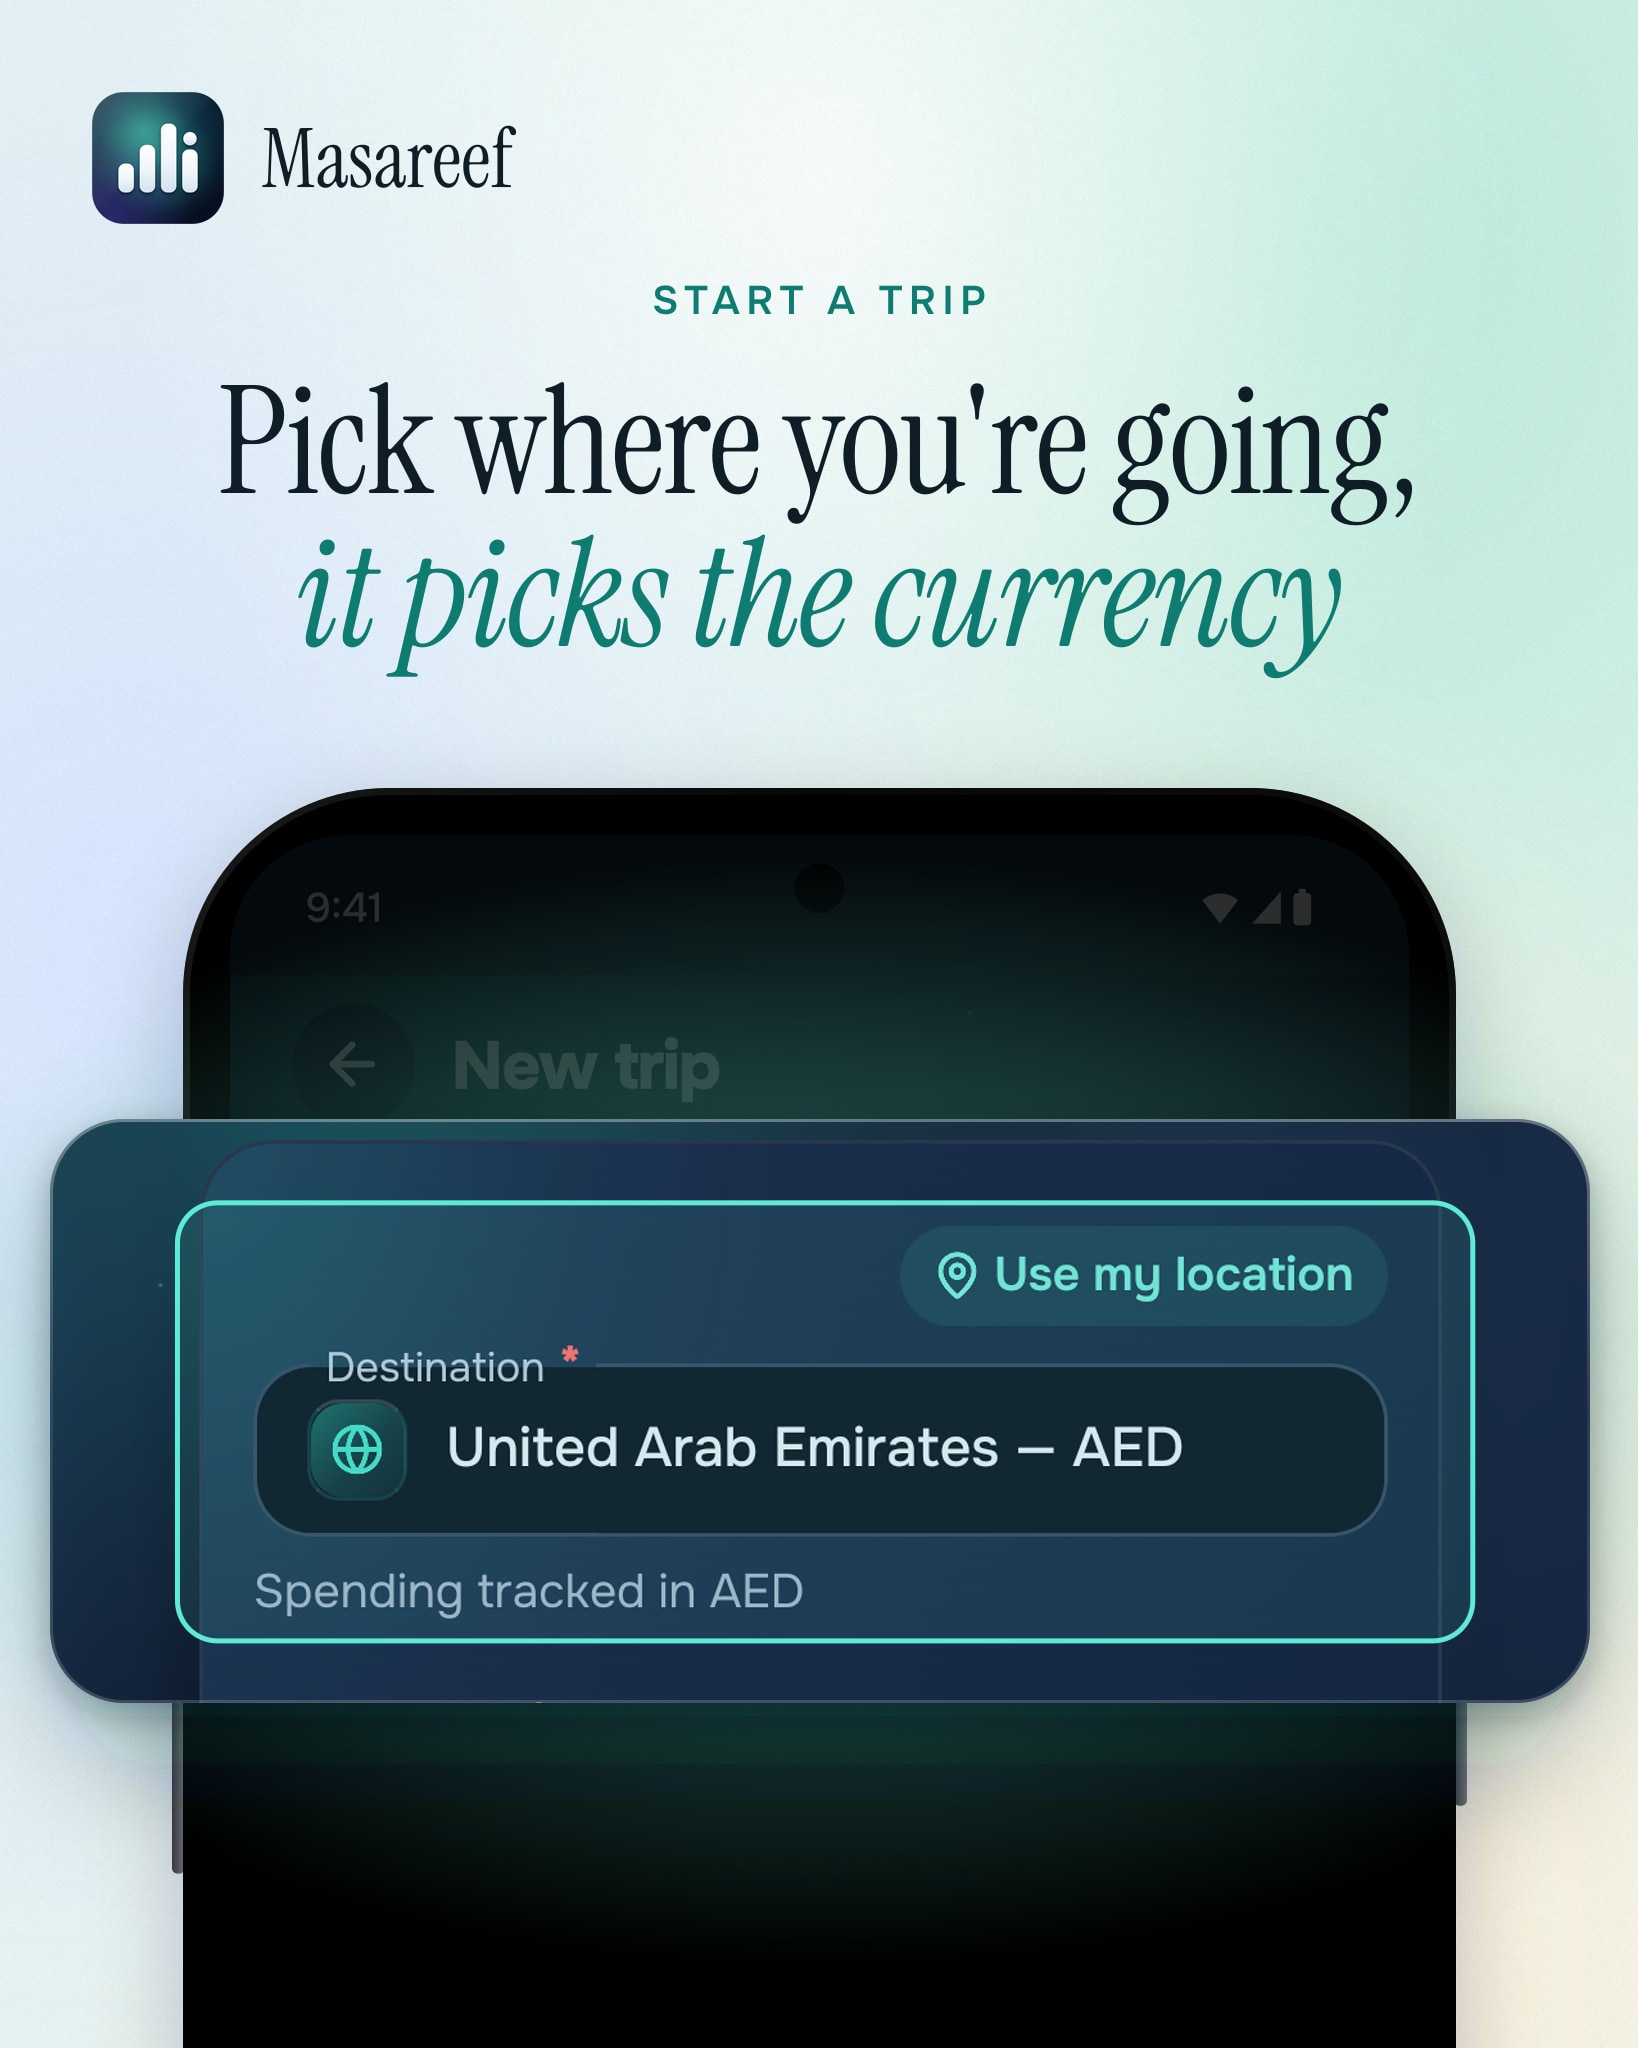 Masareef
START A TRIP
Pick where you're going,
it picks the currency
9:41
New trip
Use my location
Destination *
United Arab Emirates — AED
Spending tracked in AED